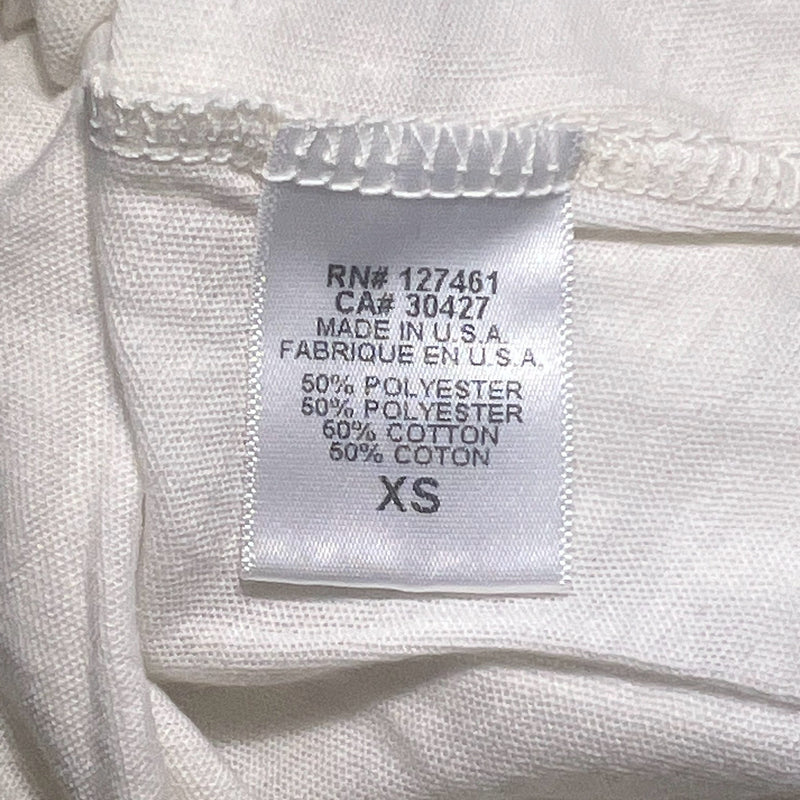 RN# 127461
CA# 30427
MADE IN U.S.A.
FABRIQUE EN U.S.A.
50% POLYESTER
50% POLYESTER
50% COTTON
50% COTON
XS